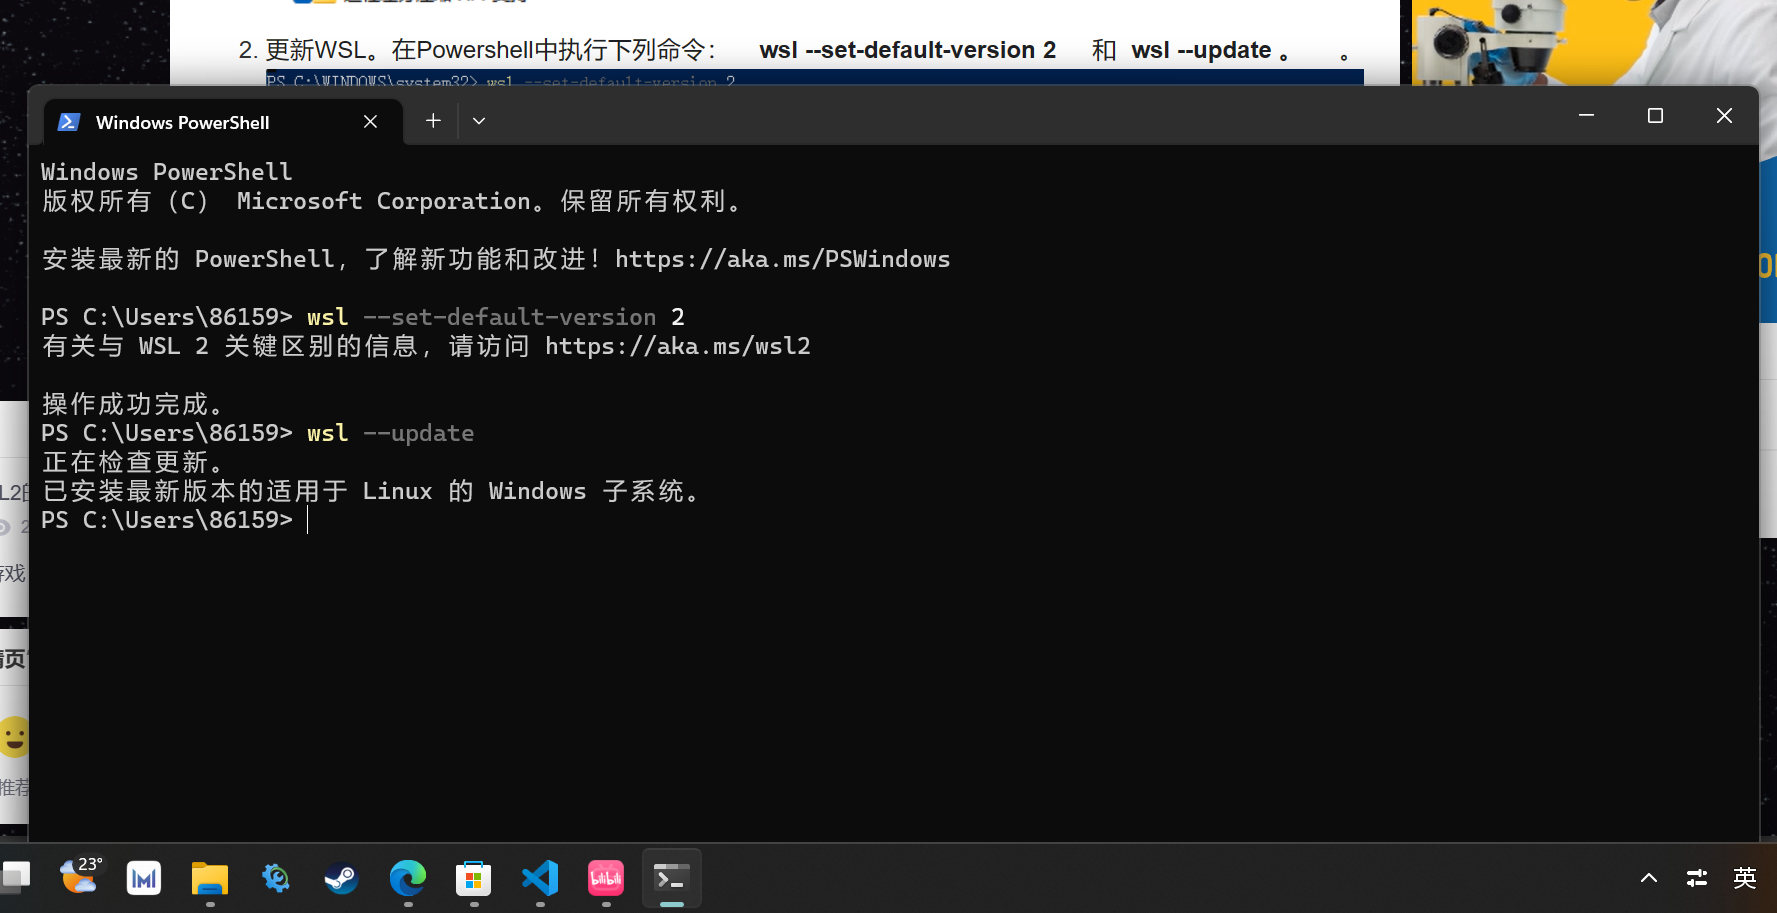 2. 更新WSL。在Powershell中执行下列命令： wsl --set-default-version 2 和 wsl --update 。 。
PS C:\WINDOWS\system32> wsl --set-default-version 2
Windows PowerShell
Windows PowerShell
版权所有（C） Microsoft Corporation。保留所有权利。
安装最新的 PowerShell，了解新功能和改进！https://aka.ms/PSWindows
PS C:\Users\86159> wsl --set-default-version 2
有关与 WSL 2 关键区别的信息，请访问 https://aka.ms/wsl2
操作成功完成。
PS C:\Users\86159> wsl --update
正在检查更新。
已安装最新版本的适用于 Linux 的 Windows 子系统。
PS C:\Users\86159>
L2的
2
游戏
情页
推荐
23°
bilibili
英